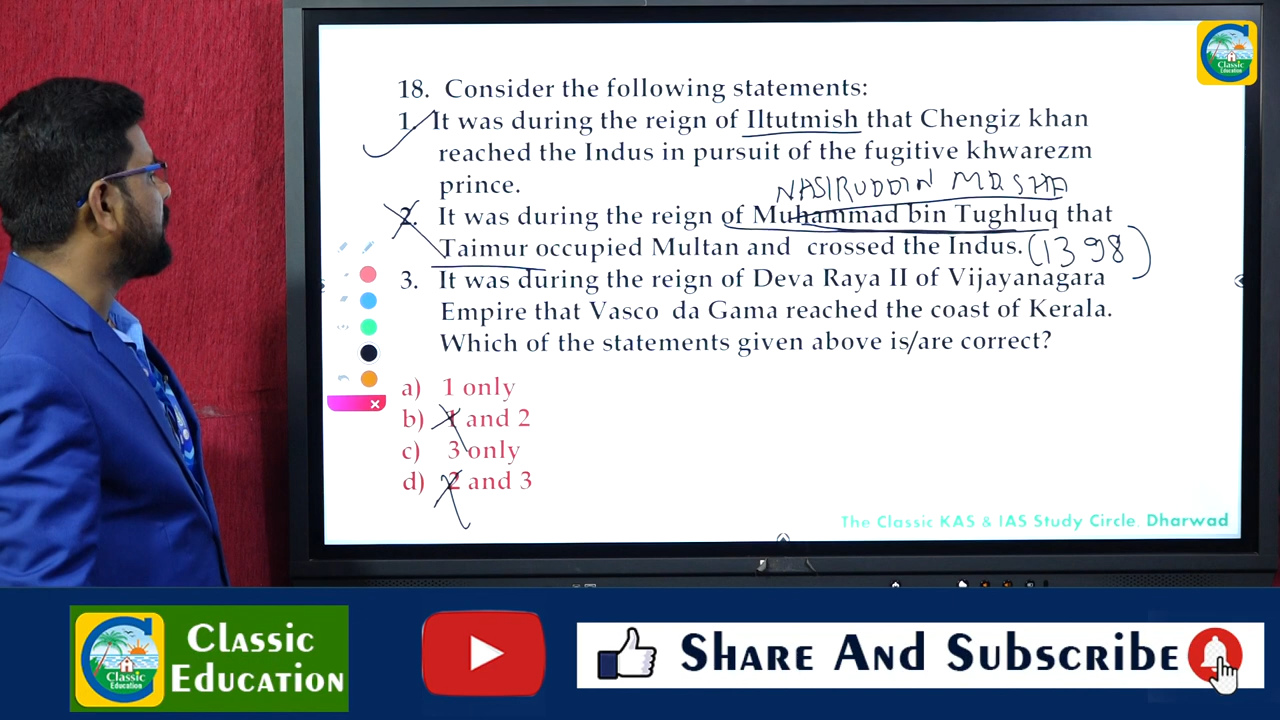 Classic
Education
18. Consider the following statements:
1. It was during the reign of Iltutmish that Chengiz khan
reached the Indus in pursuit of the fugitive khwarezm
prince.
NASIRUDDIN MD SHA
2. It was during the reign of Muhammad bin Tughluq that
Taimur occupied Multan and crossed the Indus. (1398)
3. It was during the reign of Deva Raya II of Vijayanagara
Empire that Vasco da Gama reached the coast of Kerala.
Which of the statements given above is/are correct?
a) 1 only
b) 1 and 2
c) 3 only
d) 2 and 3
The Classic KAS & IAS Study Circle, Dharwad
Classic
Education
Classic
Education
Share And Subscribe